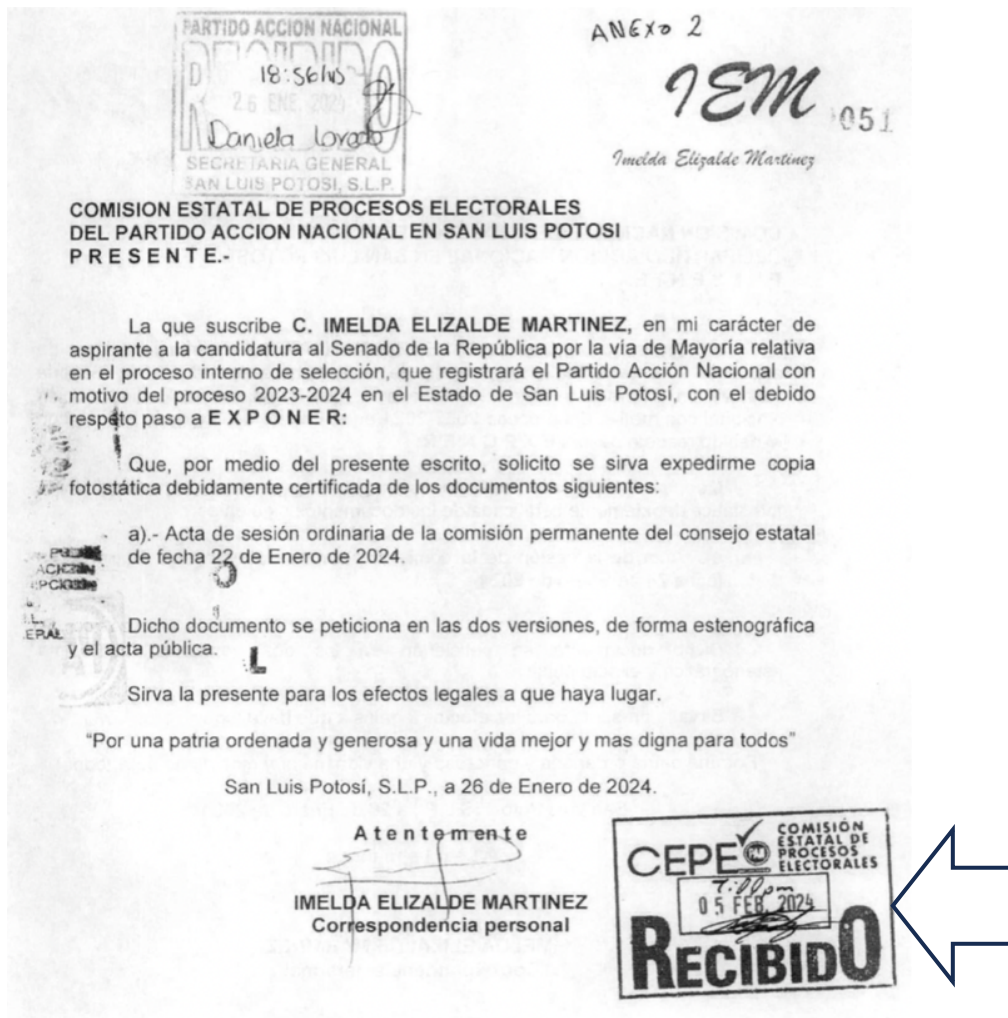 PARTIDO ACCION NACIONAL
RECIBIDO
18:56
26 ENE. 2024
Daniela Loredo
SECRETARIA GENERAL
SAN LUIS POTOSI, S.L.P.
ANEXO 2
IEM
051
Imelda Elizalde Martinez
COMISION ESTATAL DE PROCESOS ELECTORALES
DEL PARTIDO ACCION NACIONAL EN SAN LUIS POTOSI
P R E S E N T E.-
La que suscribe C. IMELDA ELIZALDE MARTINEZ, en mi carácter de
aspirante a la candidatura al Senado de la República por la vía de Mayoría relativa
en el proceso interno de selección, que registrará el Partido Acción Nacional con
motivo del proceso 2023-2024 en el Estado de San Luis Potosí, con el debido
respeto paso a E X P O N E R:
Que, por medio del presente escrito, solicito se sirva expedirme copia
fotostática debidamente certificada de los documentos siguientes:
a).- Acta de sesión ordinaria de la comisión permanente del consejo estatal
de fecha 22 de Enero de 2024.
Dicho documento se peticiona en las dos versiones, de forma estenográfica
y el acta pública.
Sirva la presente para los efectos legales a que haya lugar.
“Por una patria ordenada y generosa y una vida mejor y mas digna para todos”
San Luis Potosí, S.L.P., a 26 de Enero de 2024.
A t e n t e m e n t e
IMELDA ELIZALDE MARTINEZ
Correspondencia personal
CEPE PAN
COMISIÓN
ESTATAL DE
PROCESOS
ELECTORALES
7:00 pm
05 FEB 2024
RECIBIDO